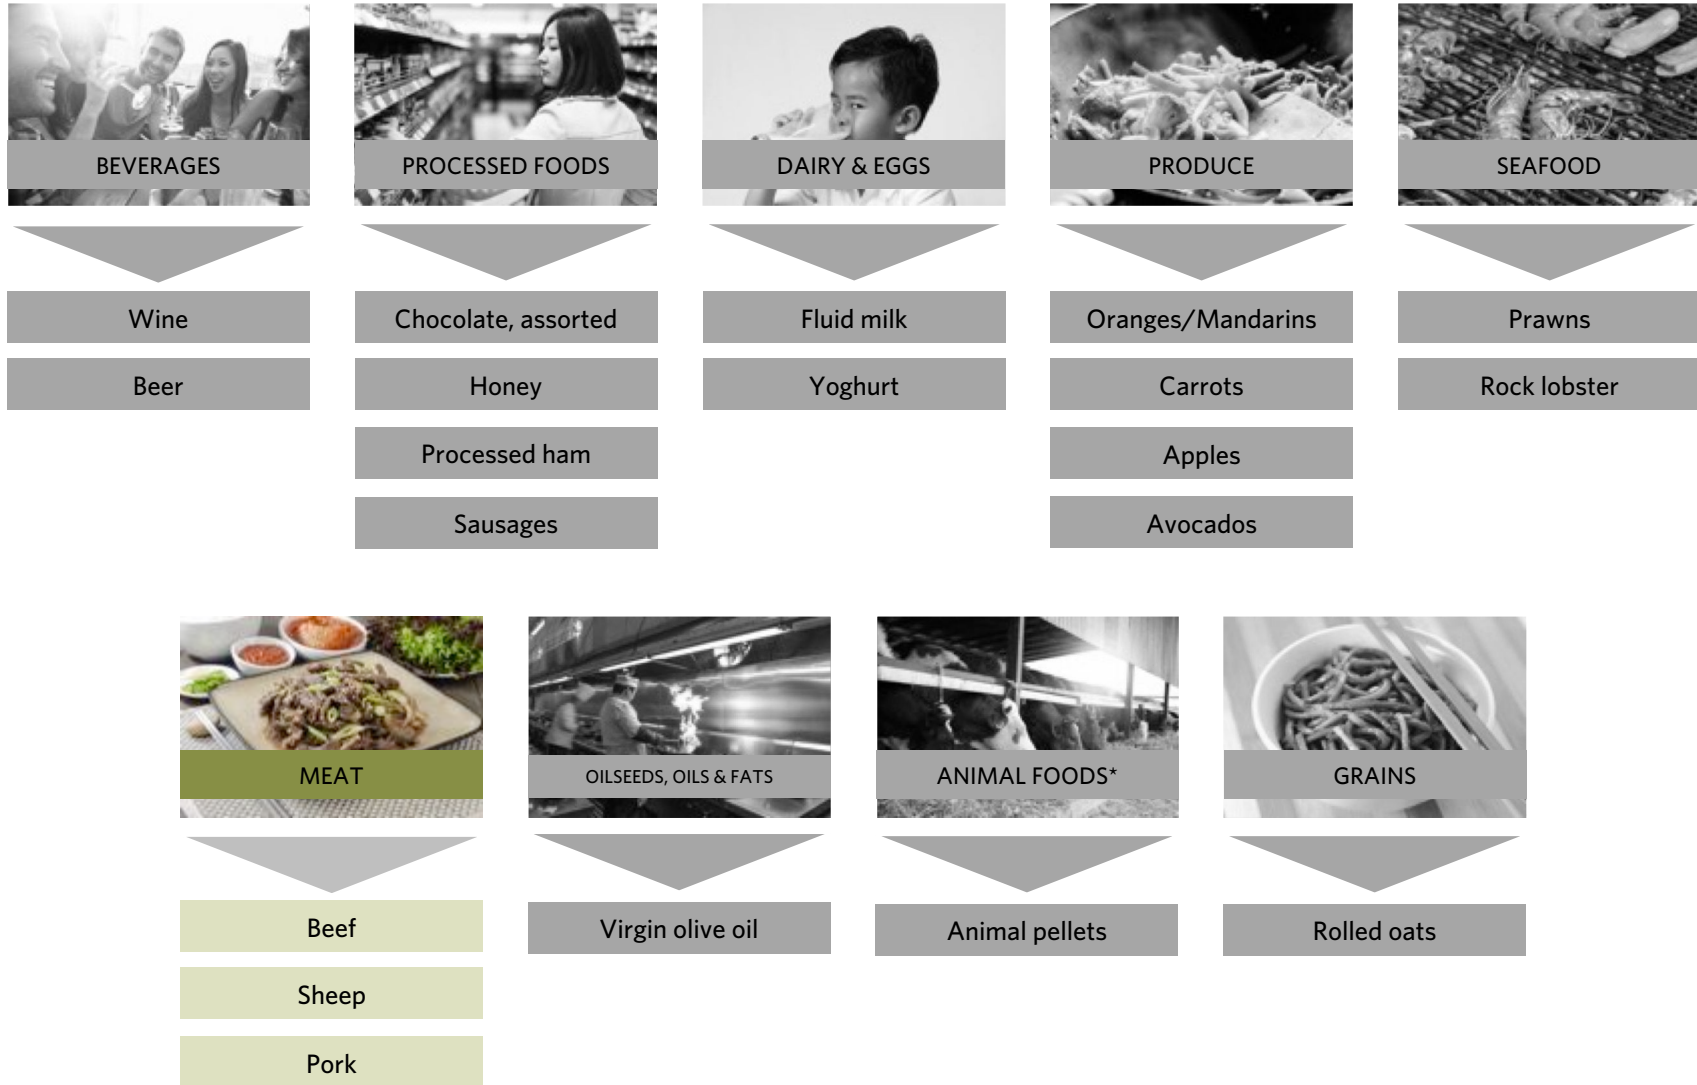 BEVERAGES
PROCESSED FOODS
DAIRY & EGGS
PRODUCE
SEAFOOD
Wine
Chocolate, assorted
Fluid milk
Oranges/Mandarins
Prawns
Beer
Honey
Yoghurt
Carrots
Rock lobster
Processed ham
Apples
Sausages
Avocados
MEAT
OILSEEDS, OILS & FATS
ANIMAL FOODS*
GRAINS
Beef
Virgin olive oil
Animal pellets
Rolled oats
Sheep
Pork